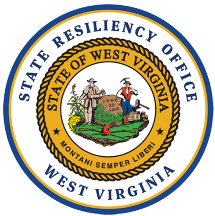 STATE RESILIENCY OFFICE
STATE OF WEST VIRGINIA
MONTANI SEMPER LIBERI
WEST VIRGINIA